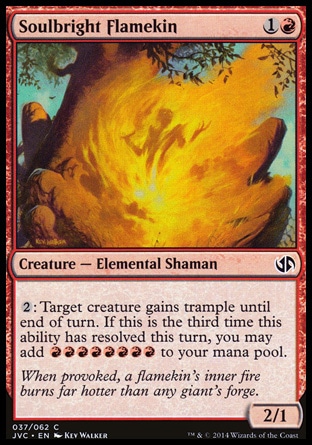 Soulbright Flamekin
KEV WALKER
Creature — Elemental Shaman
2: Target creature gains trample until
end of turn. If this is the third time this
ability has resolved this turn, you may
add to your mana pool.
When provoked, a flamekin's inner fire
burns far hotter than any giant's forge.
2/1
037/062 C
JVC • EN KEV WALKER
™ & © 2014 Wizards of the Coast